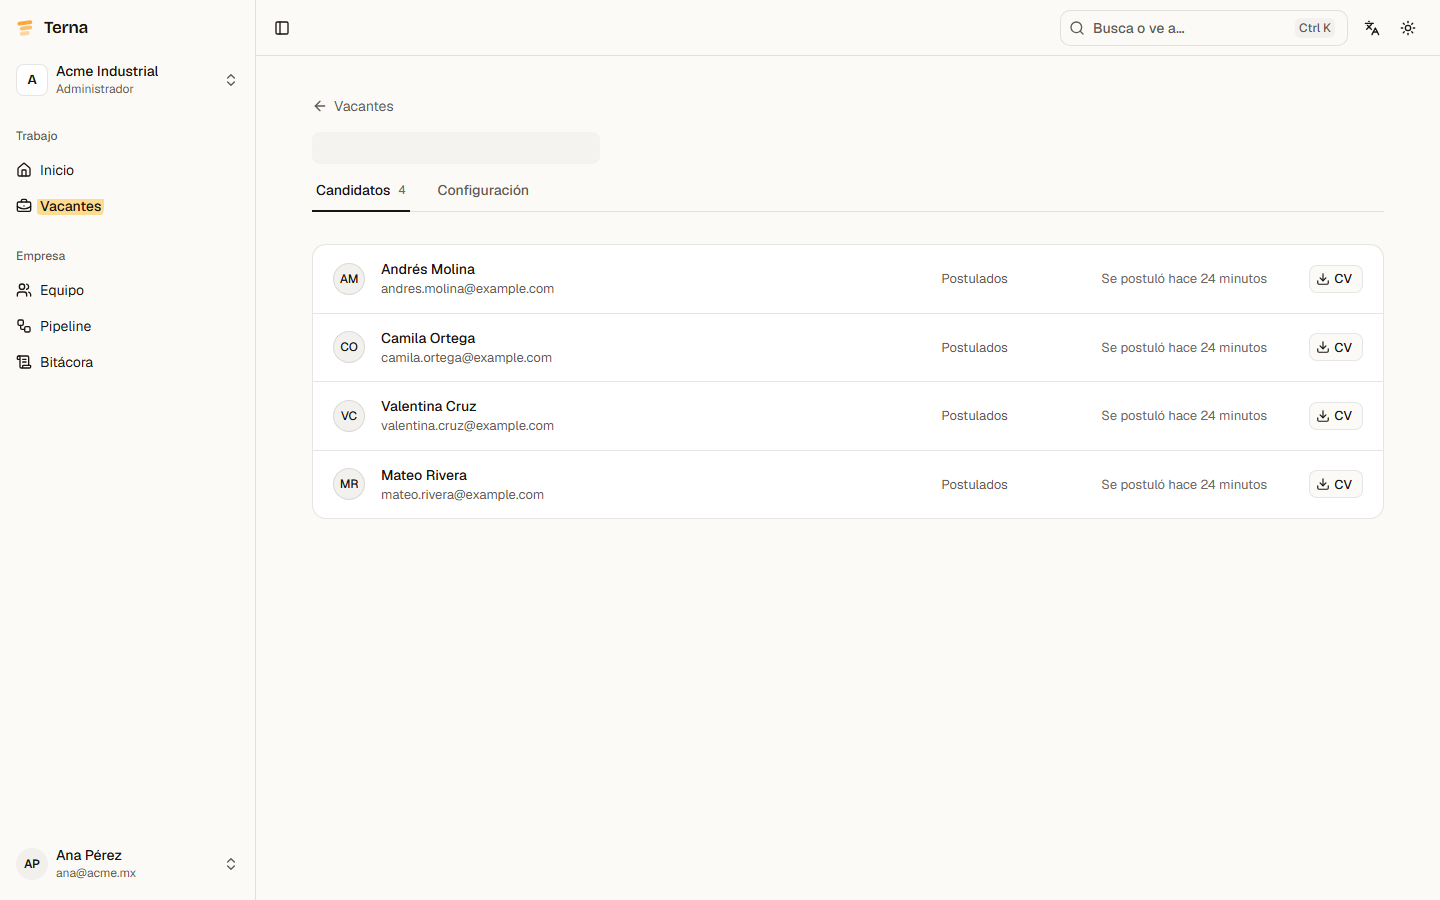 Terna
A
Acme Industrial
Administrador
Trabajo
Inicio
Vacantes
Empresa
Equipo
Pipeline
Bitácora
AP
Ana Pérez
ana@acme.mx
Busca o ve a...
Ctrl K
Vacantes
Candidatos 4
Configuración
AM
Andrés Molina
andres.molina@example.com
Postulados
Se postuló hace 24 minutos
CV
CO
Camila Ortega
camila.ortega@example.com
Postulados
Se postuló hace 24 minutos
CV
VC
Valentina Cruz
valentina.cruz@example.com
Postulados
Se postuló hace 24 minutos
CV
MR
Mateo Rivera
mateo.rivera@example.com
Postulados
Se postuló hace 24 minutos
CV